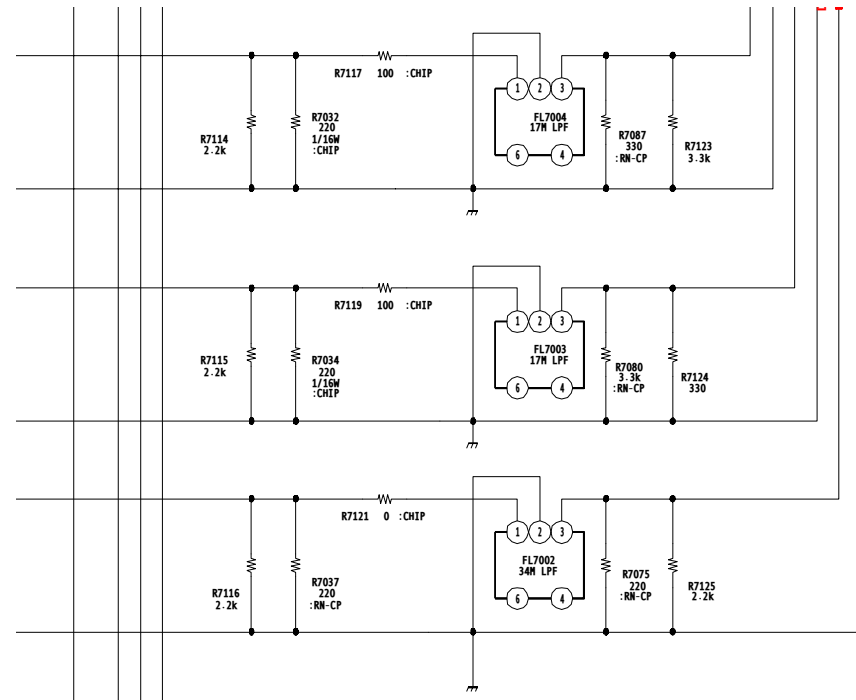 R7117 100 :CHIP
1 2 3
FL7004
17M LPF
6 4
R7114
2.2k
R7032
220
1/16W
:CHIP
R7087
330
:RN-CP
R7123
3.3k
R7119 100 :CHIP
1 2 3
FL7003
17M LPF
6 4
R7115
2.2k
R7034
220
1/16W
:CHIP
R7080
3.3k
:RN-CP
R7124
330
R7121 0 :CHIP
1 2 3
FL7002
34M LPF
6 4
R7116
2.2k
R7037
220
:RN-CP
R7075
220
:RN-CP
R7125
2.2k